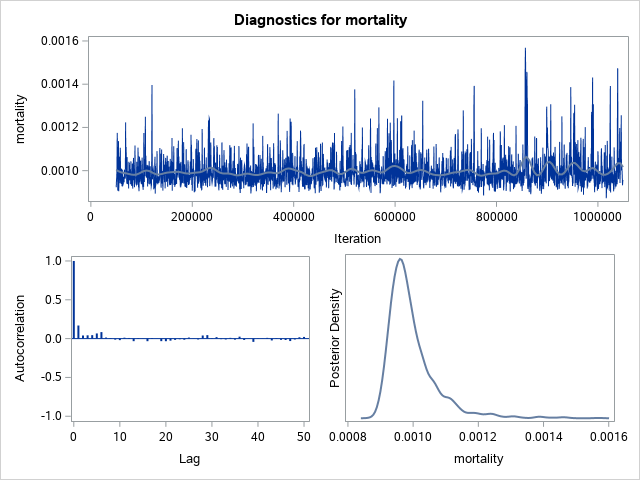 Diagnostics for mortality
mortality
0.0016
0.0014
0.0012
0.0010
0 200000 400000 600000 800000 1000000
Iteration
Autocorrelation
1.0
0.5
0.0
-0.5
-1.0
0 10 20 30 40 50
Lag
Posterior Density
0.0008 0.0010 0.0012 0.0014 0.0016
mortality